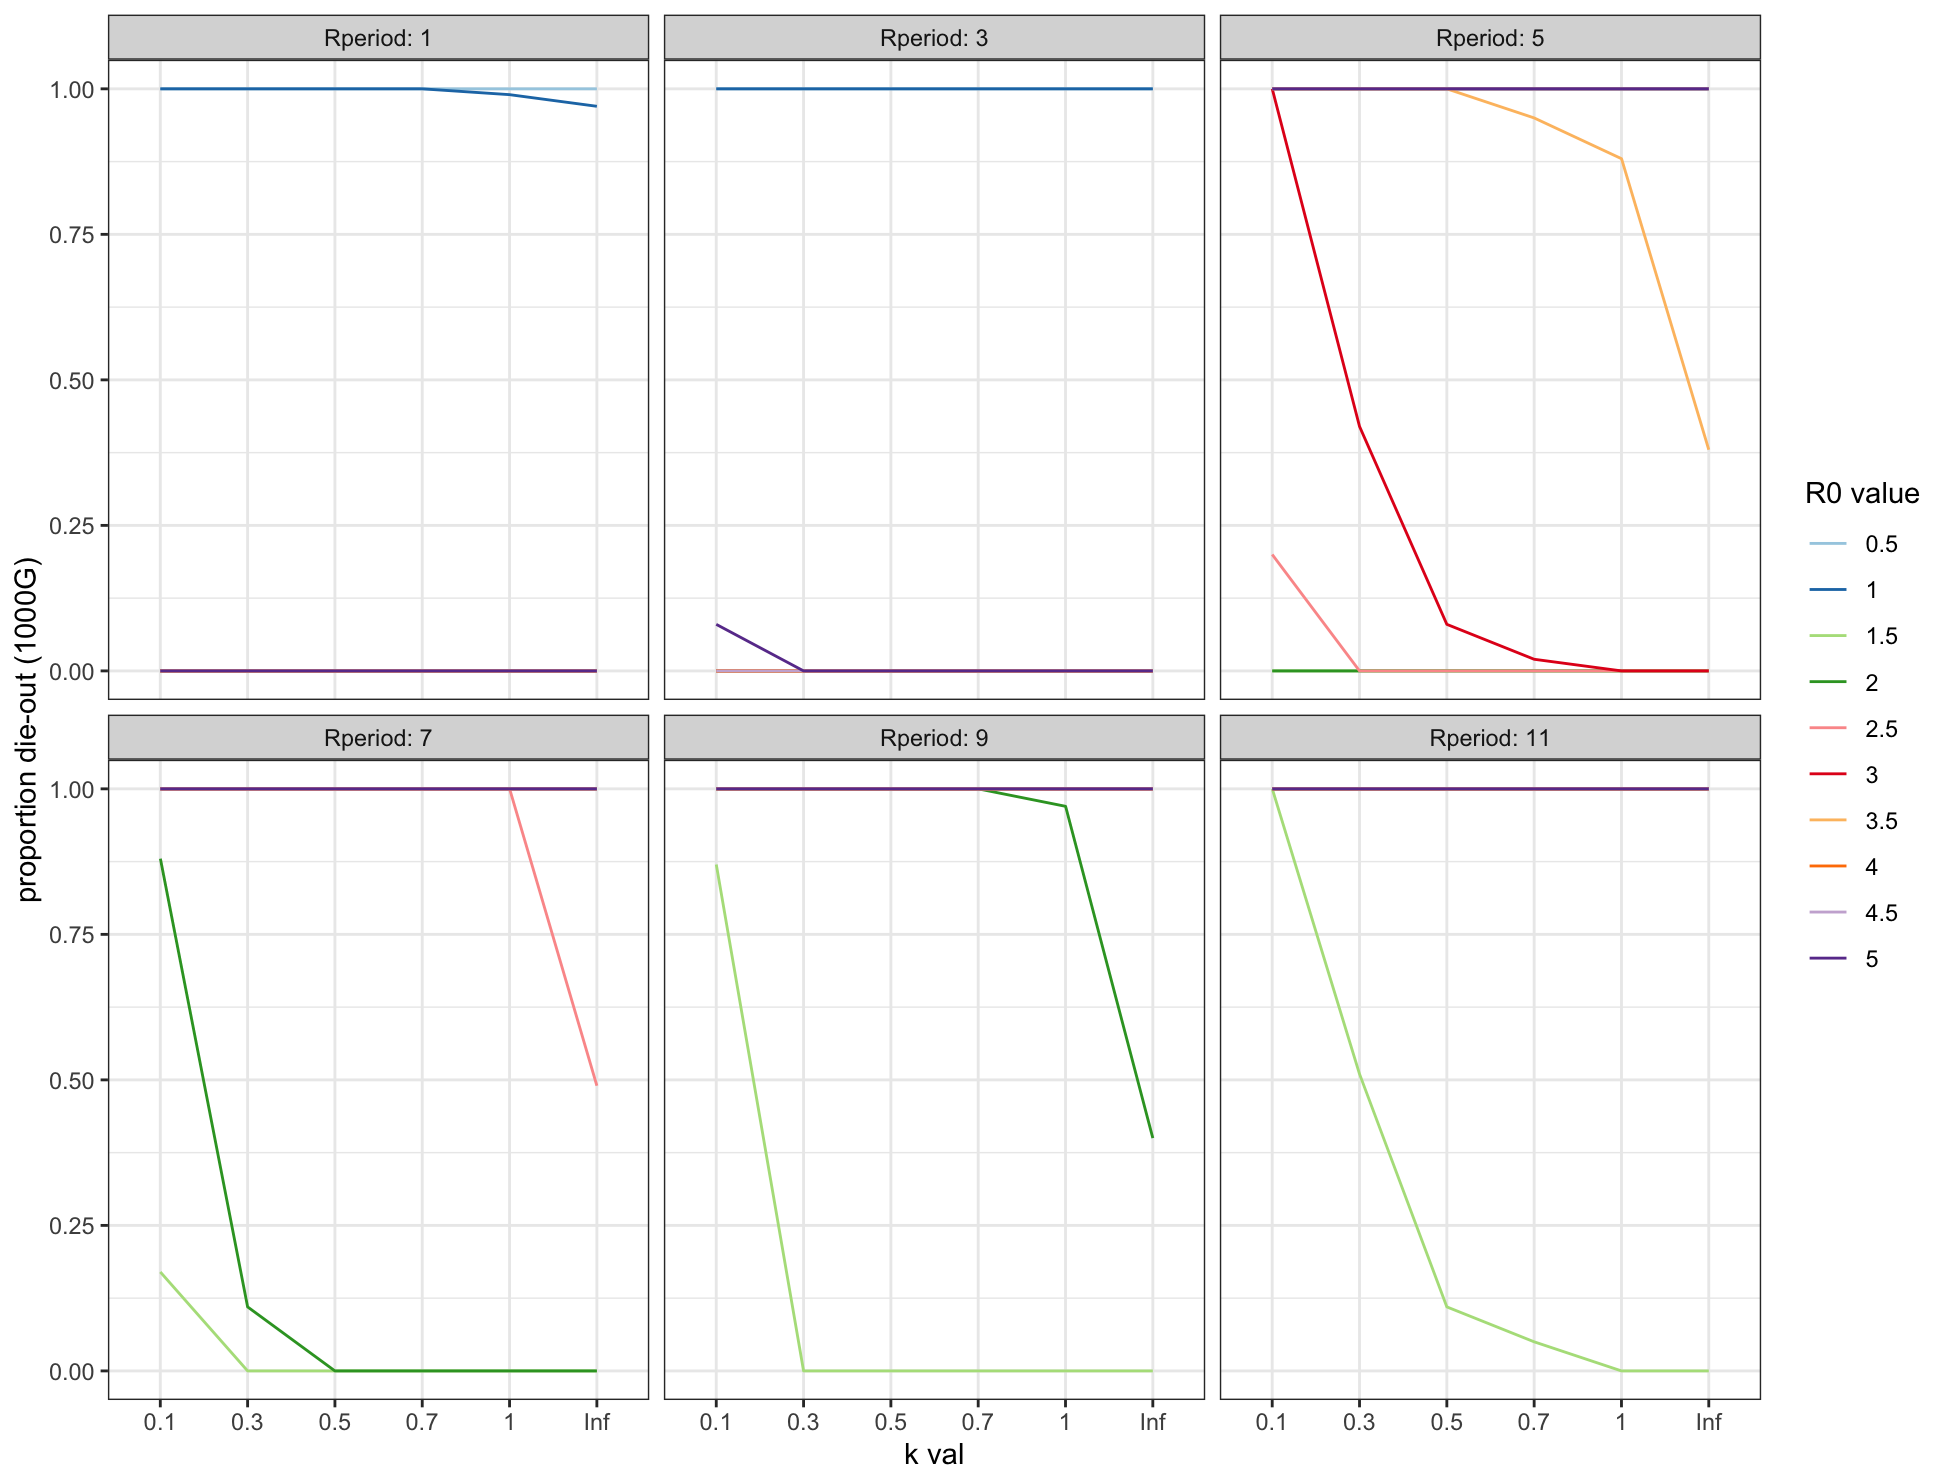 Rperiod: 1
Rperiod: 3
Rperiod: 5
1.00
0.75
0.50
0.25
0.00
Rperiod: 7
Rperiod: 9
Rperiod: 11
1.00
0.75
0.50
0.25
0.00
proportion die-out (1000G)
0.1 0.3 0.5 0.7 1 Inf
0.1 0.3 0.5 0.7 1 Inf
0.1 0.3 0.5 0.7 1 Inf
k val
R0 value
0.5
1
1.5
2
2.5
3
3.5
4
4.5
5